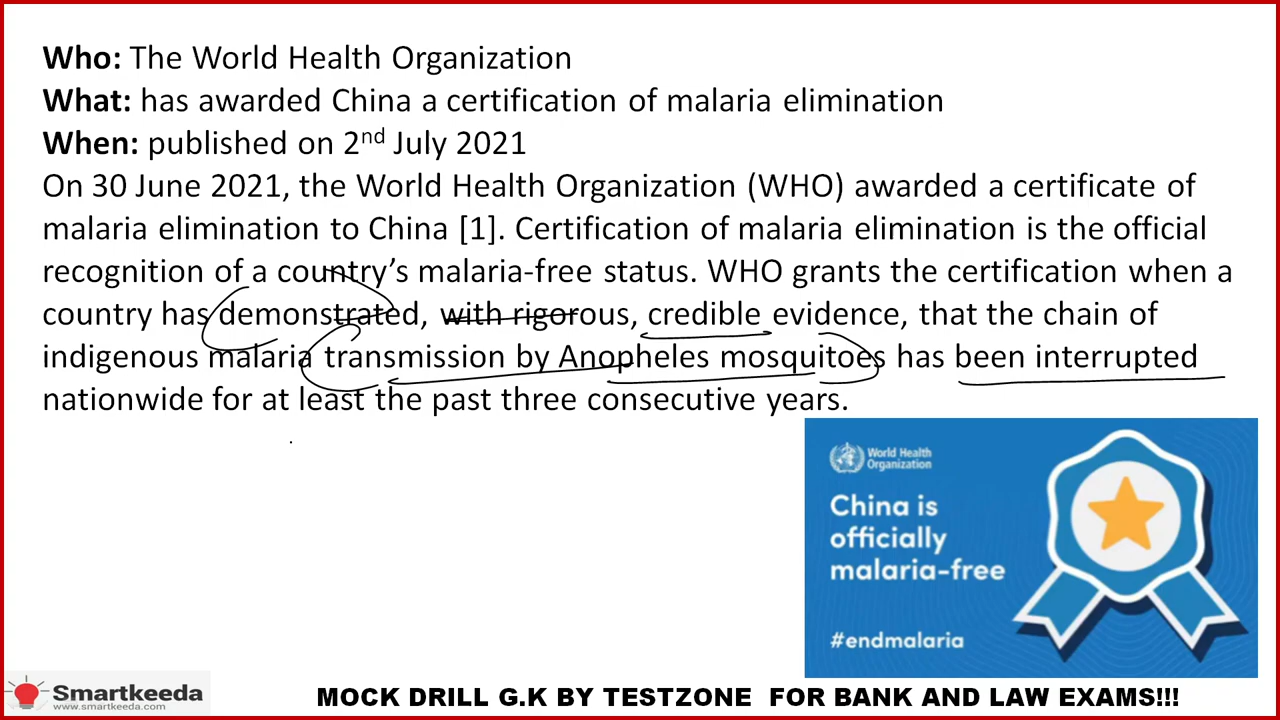 Who: The World Health Organization
What: has awarded China a certification of malaria elimination
When: published on 2nd July 2021
On 30 June 2021, the World Health Organization (WHO) awarded a certificate of
malaria elimination to China [1]. Certification of malaria elimination is the official
recognition of a country’s malaria-free status. WHO grants the certification when a
country has demonstrated, with rigorous, credible evidence, that the chain of
indigenous malaria transmission by Anopheles mosquitoes has been interrupted
nationwide for at least the past three consecutive years.
World Health
Organization
China is
officially
malaria-free
#endmalaria
Smartkeeda
www.smartkeeda.com
MOCK DRILL G.K BY TESTZONE FOR BANK AND LAW EXAMS!!!